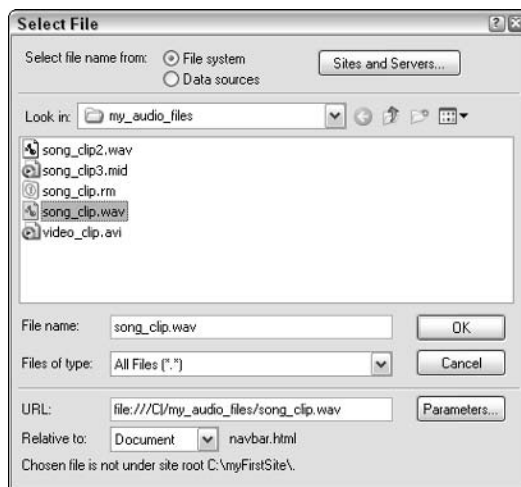 Select File
Select file name from: File system
Data sources
Sites and Servers...
Look in: my_audio_files
song_clip2.wav
song_clip3.mid
song_clip.rm
song_clip.wav
video_clip.avi
File name: song_clip.wav OK
Files of type: All Files (*.*) Cancel
URL: file:///C|/my_audio_files/song_clip.wav Parameters...
Relative to: Document navbar.html
Chosen file is not under site root C:\myFirstSite\.